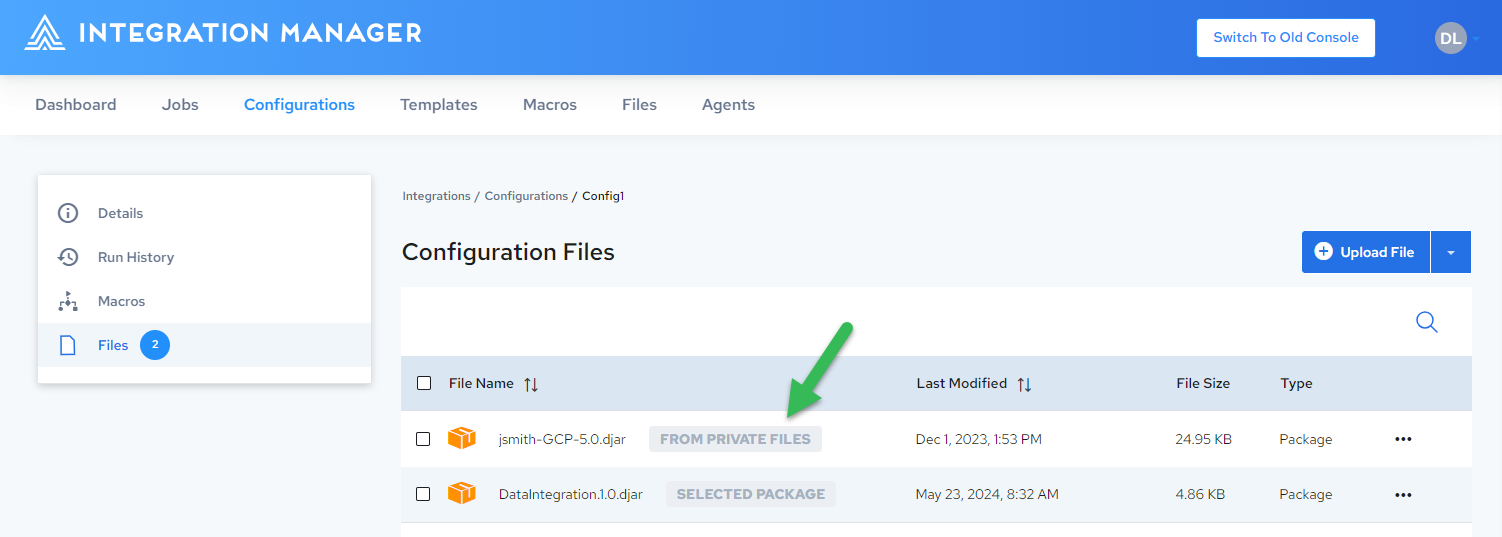 INTEGRATION MANAGER
Switch To Old Console
DL
Dashboard Jobs Configurations Templates Macros Files Agents
Details
Run History
Macros
Files 2
Integrations / Configurations / Config1
Configuration Files
Upload File
File Name Last Modified File Size Type
jsmith-GCP-5.0.djar FROM PRIVATE FILES Dec 1, 2023, 1:53 PM 24.95 KB Package
DataIntegration.1.0.djar SELECTED PACKAGE May 23, 2024, 8:32 AM 4.86 KB Package